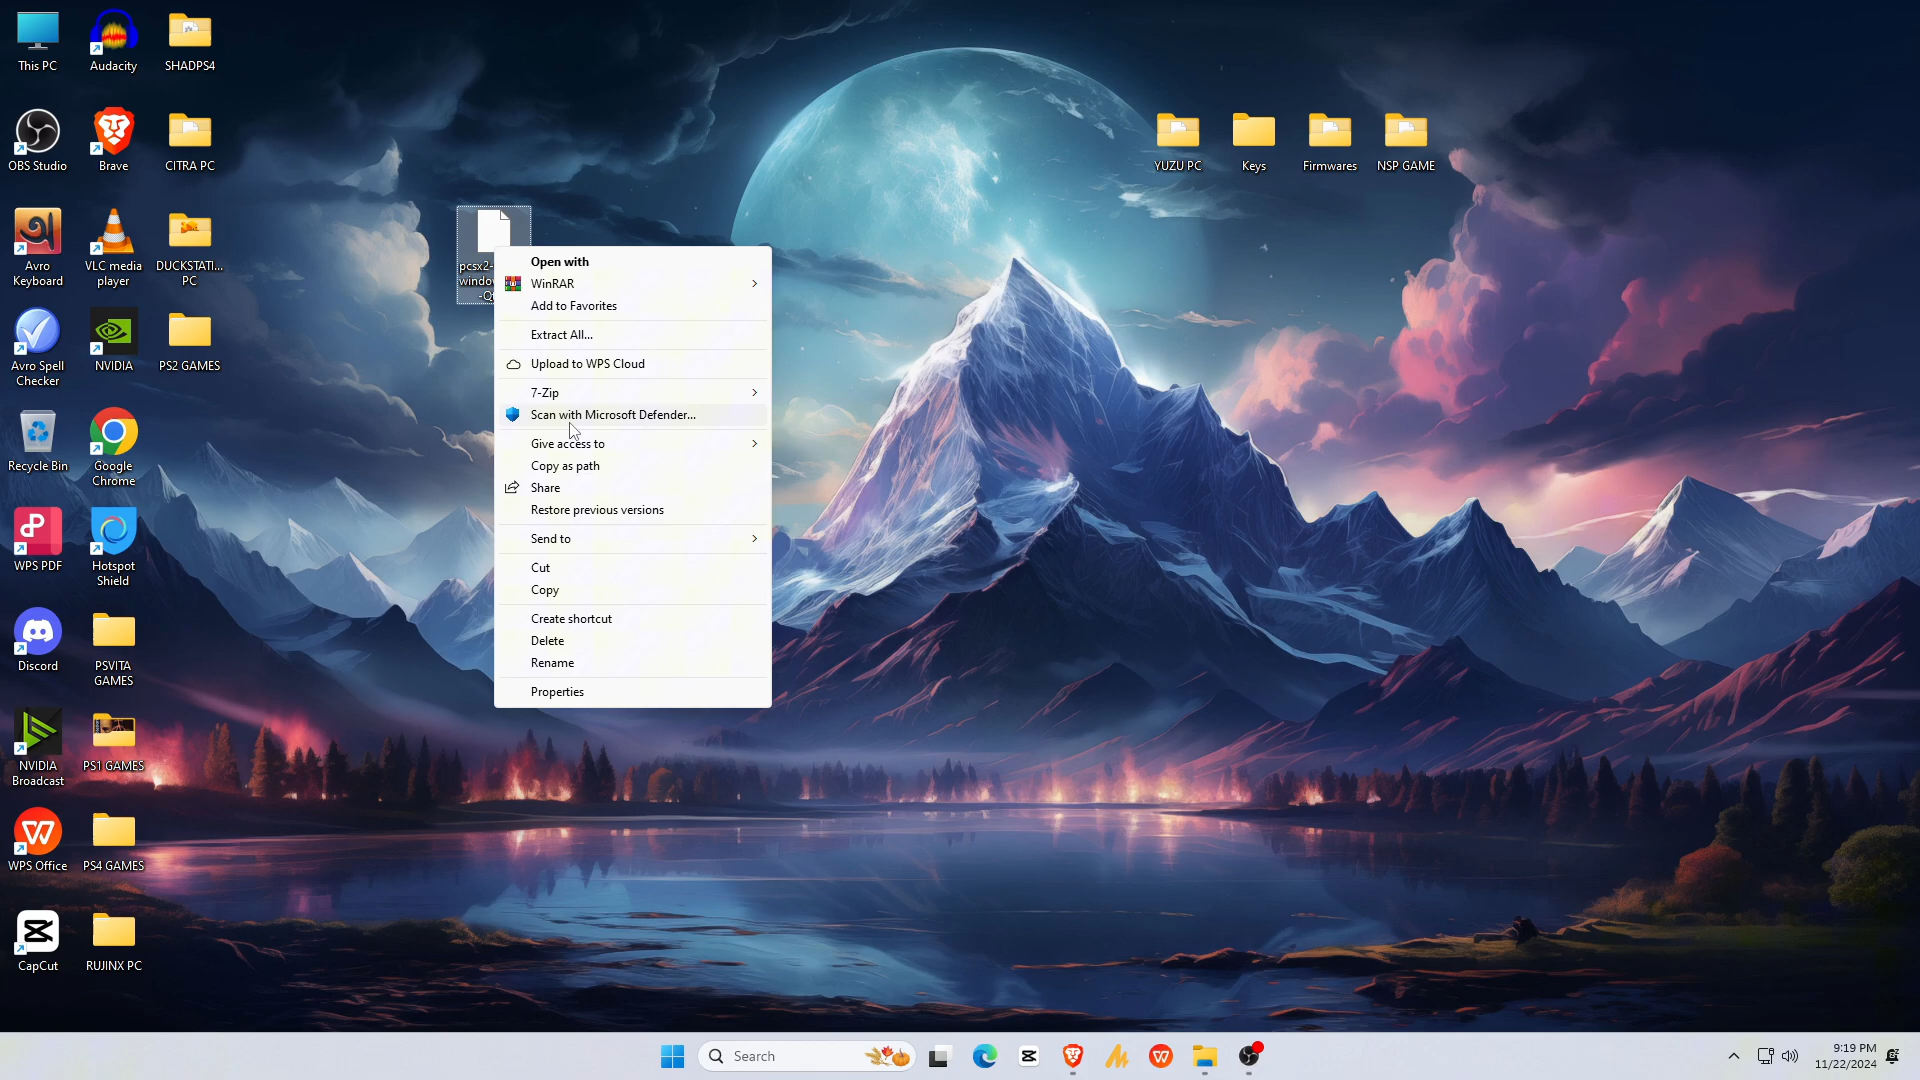 This PC
Audacity
SHADPS4
OBS Studio
Brave
CITRA PC
YUZU PC
Keys
Firmwares
NSP GAME
Avro
Keyboard
VLC media
player
DUCKSTATI...
PC
pcsx2-
window
Avro Spell
Checker
NVIDIA
PS2 GAMES
Recycle Bin
Google
Chrome
WPS PDF
Hotspot
Shield
Discord
PSVITA
GAMES
NVIDIA
Broadcast
PS1 GAMES
WPS Office
PS4 GAMES
CapCut
RUJINX PC
Open with
WinRAR
Add to Favorites
Extract All...
Upload to WPS Cloud
7-Zip
Scan with Microsoft Defender...
Give access to
Copy as path
Share
Restore previous versions
Send to
Cut
Copy
Create shortcut
Delete
Rename
Properties
Search
9:19 PM
11/22/2024